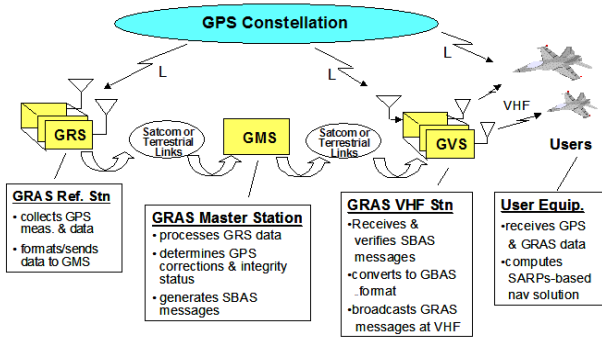 GPS Constellation
L
L
L
VHF
GRS
Satcom or
Terrestrial
Links
GMS
Satcom or
Terrestrial
Links
GVS
Users
GRAS Ref. Stn
• collects GPS
meas. & data
• formats/sends
data to GMS
GRAS Master Station
• processes GRS data
• determines GPS
corrections & integrity
status
• generates SBAS
messages
GRAS VHF Stn
•Receives &
verifies SBAS
messages
•converts to GBAS
..format
•broadcasts GRAS
messages at VHF
User Equip.
•receives GPS
& GRAS data
•computes
SARPs-based
nav solution